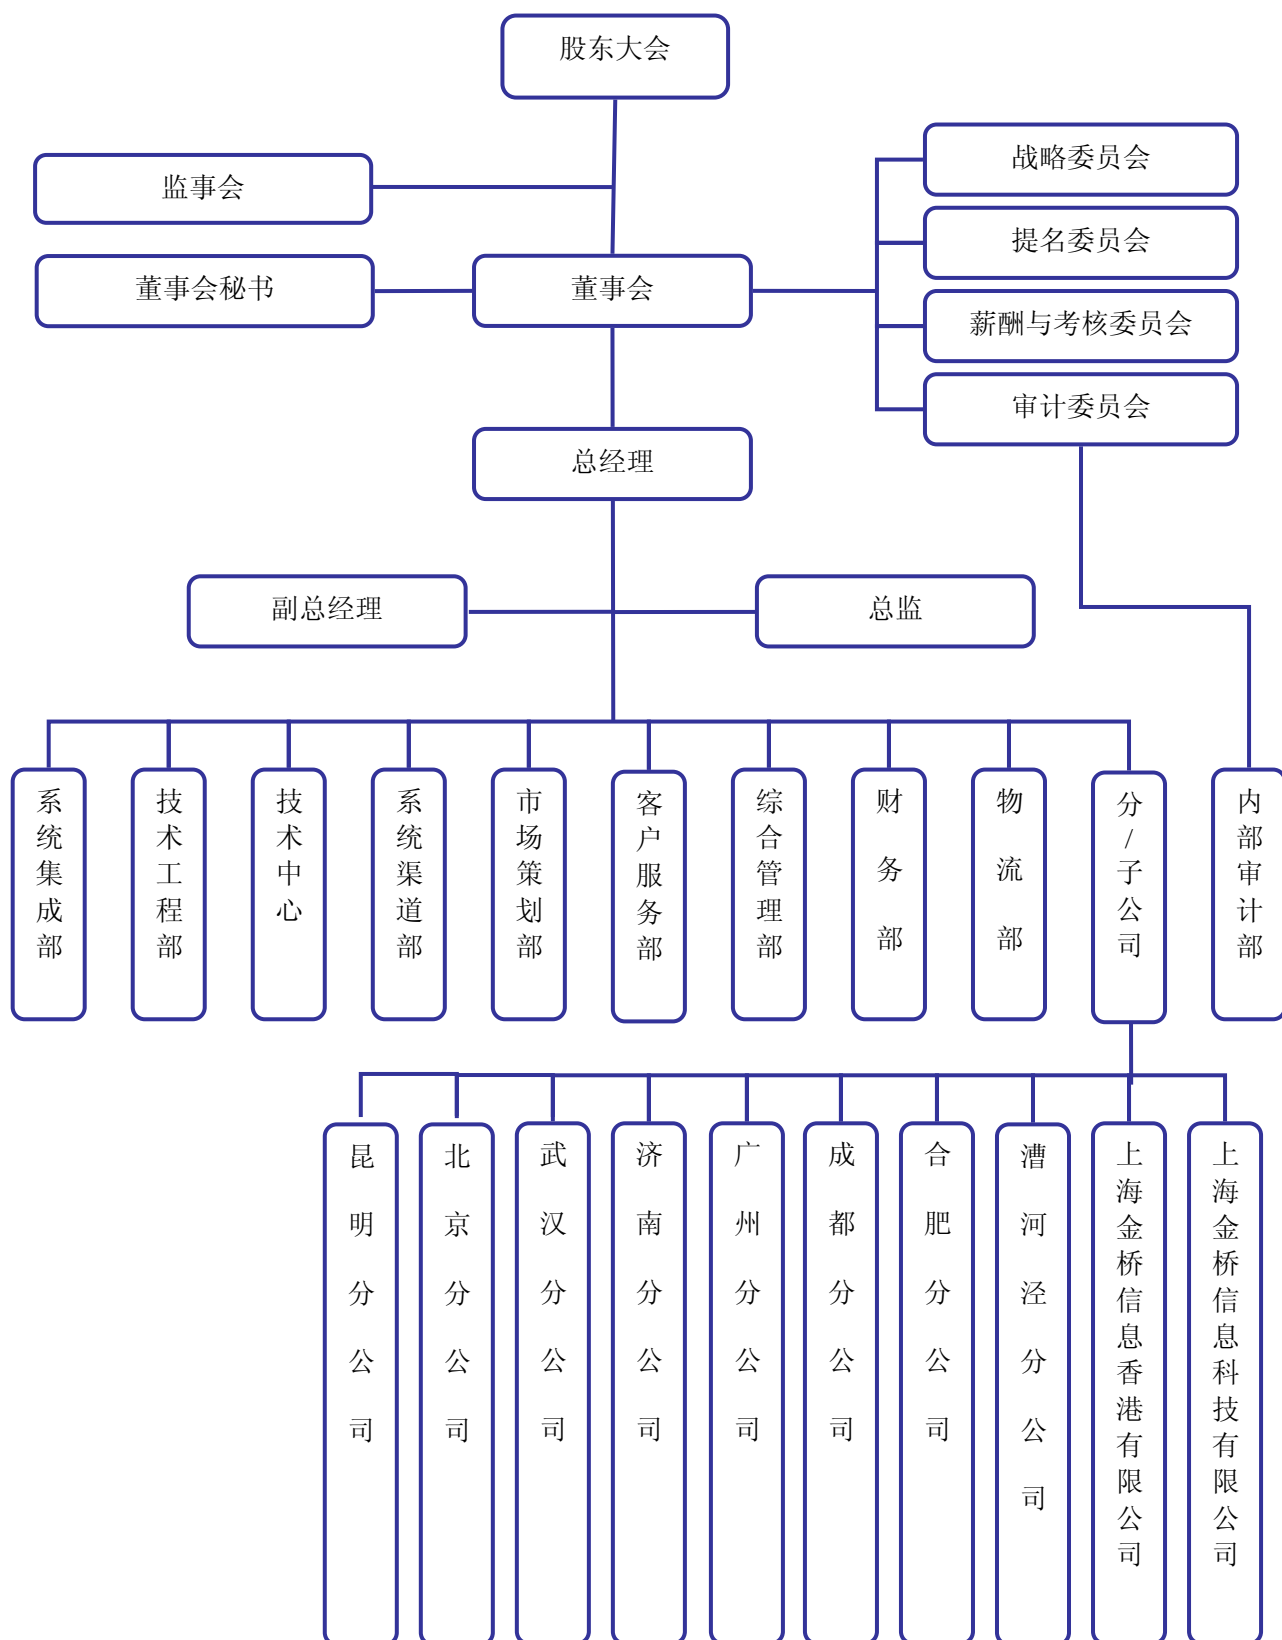 股东大会
战略委员会
监事会
提名委员会
董事会秘书
董事会
薪酬与考核委员会
审计委员会
总经理
副总经理
总监
系统集成部
技术工程部
技术中心
系统渠道部
市场策划部
客户服务部
综合管理部
财务部
物流部
分/子公司
内部审计部
昆明分公司
北京分公司
武汉分公司
济南分公司
广州分公司
成都分公司
合肥分公司
漕河泾分公司
上海金桥信息香港有限公司
上海金桥信息科技有限公司